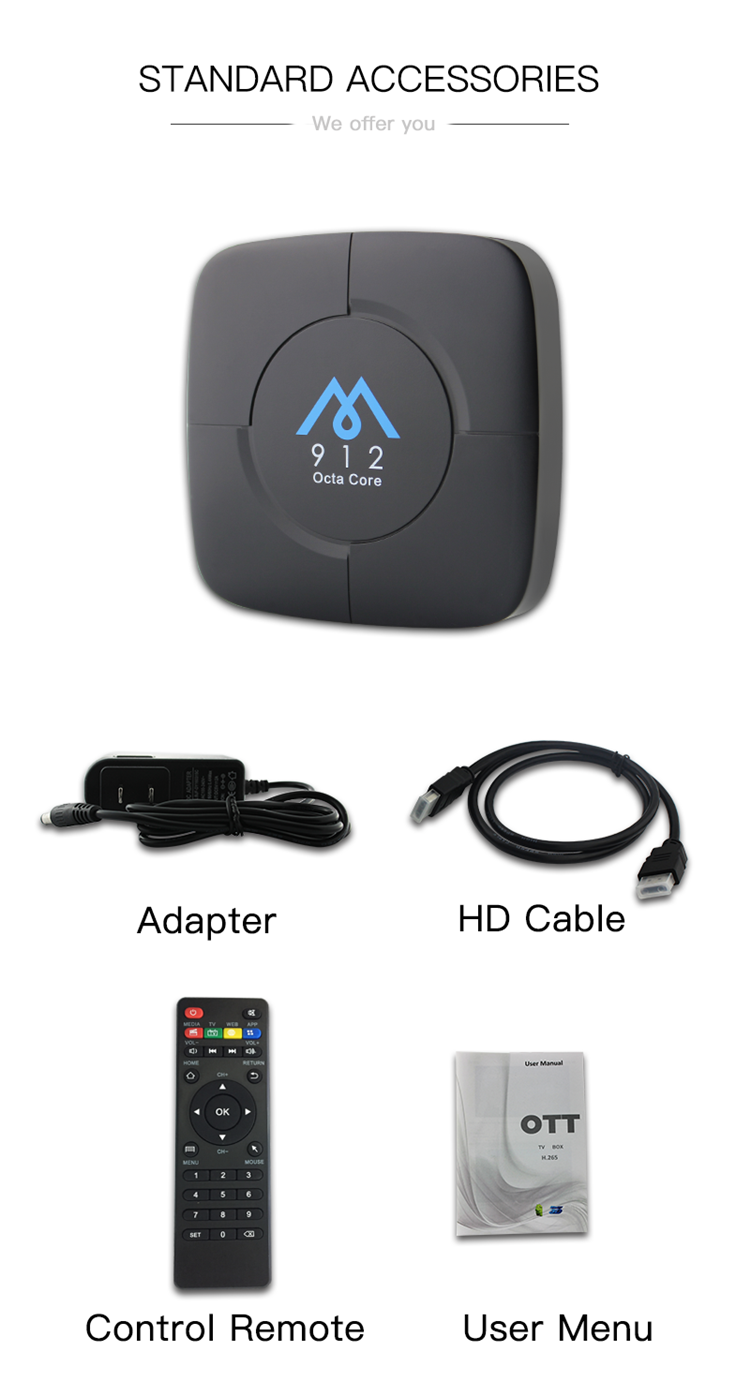 STANDARD ACCESSORIES
We offer you
912
Octa Core
Adapter
HD Cable
MEDIA TV WEB APP
VOL- VOL+
HOME RETURN
CH+
OK
CH-
MENU MOUSE
1 2 3
4 5 6
7 8 9
SET 0
Control Remote
User Manual
OTT
TV BOX
H.265
User Menu